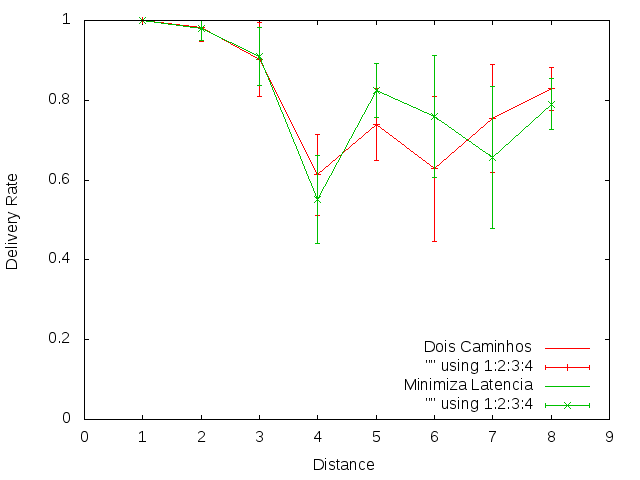 1
0.8
0.6
0.4
0.2
0
Delivery Rate
Dois Caminhos
"" using 1:2:3:4
Minimiza Latencia
"" using 1:2:3:4
0 1 2 3 4 5 6 7 8 9
Distance